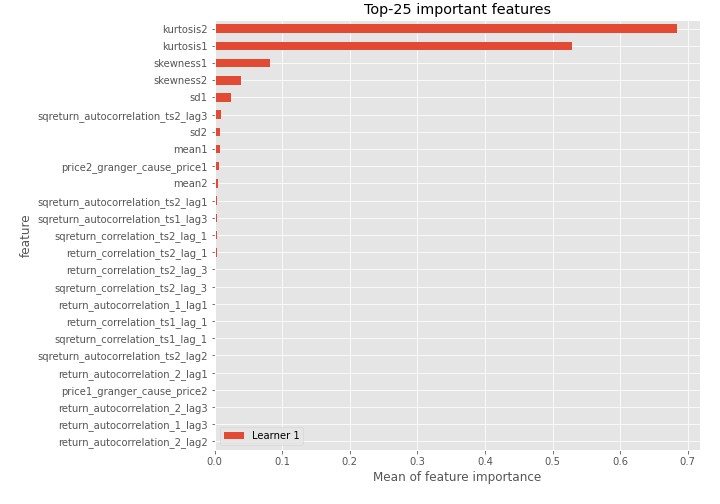 Top-25 important features
kurtosis2
kurtosis1
skewness1
skewness2
sd1
sqreturn_autocorrelation_ts2_lag3
sd2
mean1
price2_granger_cause_price1
mean2
sqreturn_autocorrelation_ts2_lag1
sqreturn_autocorrelation_ts1_lag3
sqreturn_correlation_ts2_lag_1
return_correlation_ts2_lag_1
return_correlation_ts2_lag_3
sqreturn_correlation_ts2_lag_3
return_autocorrelation_1_lag1
return_correlation_ts1_lag_1
sqreturn_correlation_ts1_lag_1
sqreturn_autocorrelation_ts2_lag2
return_autocorrelation_2_lag1
price1_granger_cause_price2
return_autocorrelation_2_lag3
return_autocorrelation_1_lag3
return_autocorrelation_2_lag2
feature
Learner 1
0.0 0.1 0.2 0.3 0.4 0.5 0.6 0.7
Mean of feature importance